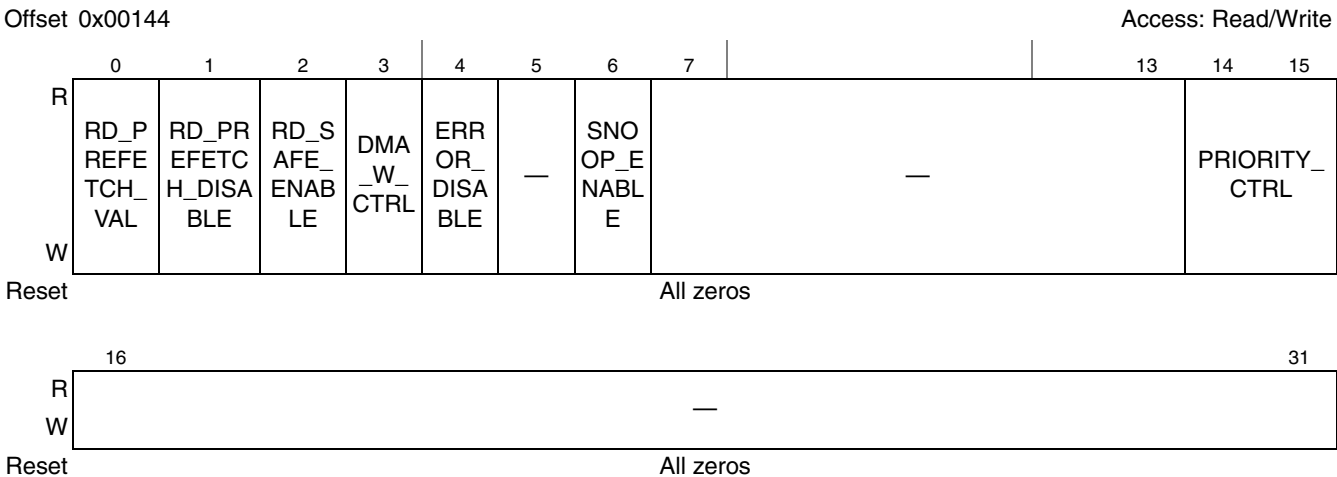 Offset 0x00144 Access: Read/Write
0 1 2 3 4 5 6 7 13 14 15
R
RD_P
REFE
TCH_
VAL
RD_PR
EFETC
H_DISA
BLE
RD_S
AFE_
ENAB
LE
DMA
_W_
CTRL
ERR
OR_
DISA
BLE
—
SNO
OP_E
NABL
E
—
PRIORITY_
CTRL
W
Reset All zeros
16 31
R
—
W
Reset All zeros